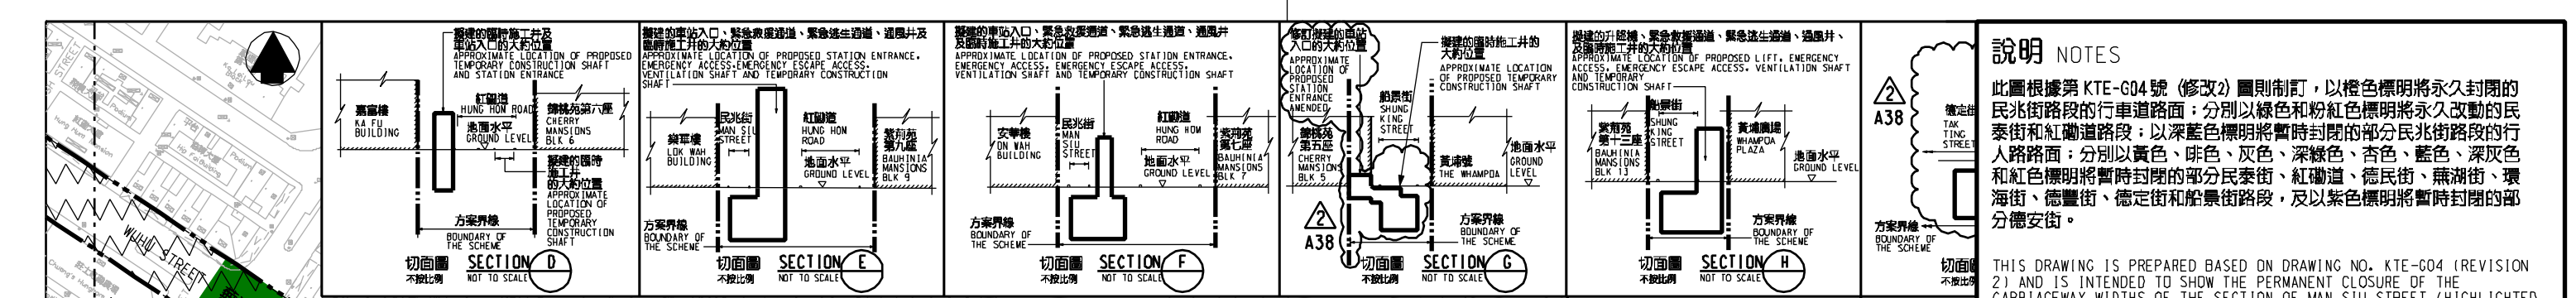 WUHU STREET
擬建的臨時施工井及
車站入口的大約位置
APPROXIMATE LOCATION OF PROPOSED
TEMPORARY CONSTRUCTION SHAFT
AND STATION ENTRANCE
嘉富樓
KA FU
BUILDING
紅磡道
HUNG HOM ROAD
地面水平
GROUND LEVEL
錦桃苑第六座
CHERRY
MANSIONS
BLK 6
擬建的臨時
施工井
的大約位置
APPROXIMATE
LOCATION OF
PROPOSED
TEMPORARY
CONSTRUCTION
SHAFT
方案界線
BOUNDARY OF
THE SCHEME
切面圖 SECTION D
不按比例 NOT TO SCALE
擬建的車站入口、緊急救援通道、緊急逃生通道、通風井及
臨時施工井的大約位置
APPROXIMATE LOCATION OF PROPOSED STATION ENTRANCE,
EMERGENCY ACCESS,EMERGENCY ESCAPE ACCESS,
VENTILATION SHAFT AND TEMPORARY CONSTRUCTION
SHAFT
樂華樓
LOK WAH
BUILDING
民兆街
MAN SIU
STREET
紅磡道
HUNG HOM
ROAD
地面水平
GROUND LEVEL
紫荊苑
第九座
BAUHINIA
MANSIONS
BLK 9
方案界線
BOUNDARY OF
THE SCHEME
切面圖 SECTION E
不按比例 NOT TO SCALE
擬建的車站入口、緊急救援通道、緊急逃生通道、通風井
及臨時施工井的大約位置
APPROXIMATE LOCATION OF PROPOSED STATION ENTRANCE,
EMERGENCY ACCESS, EMERGENCY ESCAPE ACCESS,
VENTILATION SHAFT AND TEMPORARY CONSTRUCTION SHAFT
安華樓
ON WAH
BUILDING
民兆街
MAN
SIU
STREET
紅磡道
HUNG HOM
ROAD
地面水平
GROUND LEVEL
紫荊苑
第七座
BAUHINIA
MANSIONS
BLK 7
方案界線
BOUNDARY OF
THE SCHEME
切面圖 SECTION F
不按比例 NOT TO SCALE
修訂擬建的車站
入口的大約位置
APPROXIMATE
LOCATION OF
PROPOSED
STATION
ENTRANCE
AMENDED
擬建的臨時施工井的
大約位置
APPROXIMATE LOCATION
OF PROPOSED TEMPORARY
CONSTRUCTION SHAFT
船景街
SHUNG
KING
STREET
錦桃苑
第五座
CHERRY
MANSIONS
BLK 5
黃埔號
THE WHAMPOA
地面水平
GROUND
LEVEL
2
A38
方案界線
BOUNDARY OF
THE SCHEME
切面圖 SECTION G
不按比例 NOT TO SCALE
擬建的升降機、緊急救援通道、緊急逃生通道、通風井、
及臨時施工井的大約位置
APPROXIMATE LOCATION OF PROPOSED LIFT, EMERGENCY
ACCESS, EMERGENCY ESCAPE ACCESS, VENTILATION SHAFT
AND TEMPORARY
CONSTRUCTION SHAFT
紫荊苑
第十三座
BAUHINIA
MANSIONS
BLK 13
船景街
SHUNG
KING
STREET
黃埔廣場
WHAMPOA
PLAZA
地面水平
GROUND LEVEL
方案界線
BOUNDARY OF
THE SCHEME
切面圖 SECTION H
不按比例 NOT TO SCALE
2
A38
德定街
TAK
TING
STREET
方案界線
BOUNDARY OF
THE SCHEME
說明 NOTES
此圖根據第 KTE-G04 號 (修改2) 圖則制訂，以橙色標明將永久封閉的
民兆街路段的行車道路面；分別以綠色和粉紅色標明將永久改動的民
泰街和紅磡道路段；以深藍色標明將暫時封閉的部分民兆街路段的行
人路路面；分別以黃色、啡色、灰色、深綠色、杏色、藍色、深灰色
和紅色標明將暫時封閉的部分民泰街、紅磡道、德民街、蕪湖街、環
海街、德豐街、德定街和船景街路段，及以紫色標明將暫時封閉的部
分德安街。
THIS DRAWING IS PREPARED BASED ON DRAWING NO. KTE-G04 (REVISION
2) AND IS INTENDED TO SHOW THE PERMANENT CLOSURE OF THE
CARRIAGEWAY WIDTHS OF THE SECTION OF MAN SIU STREET (HIGHLIGHTED